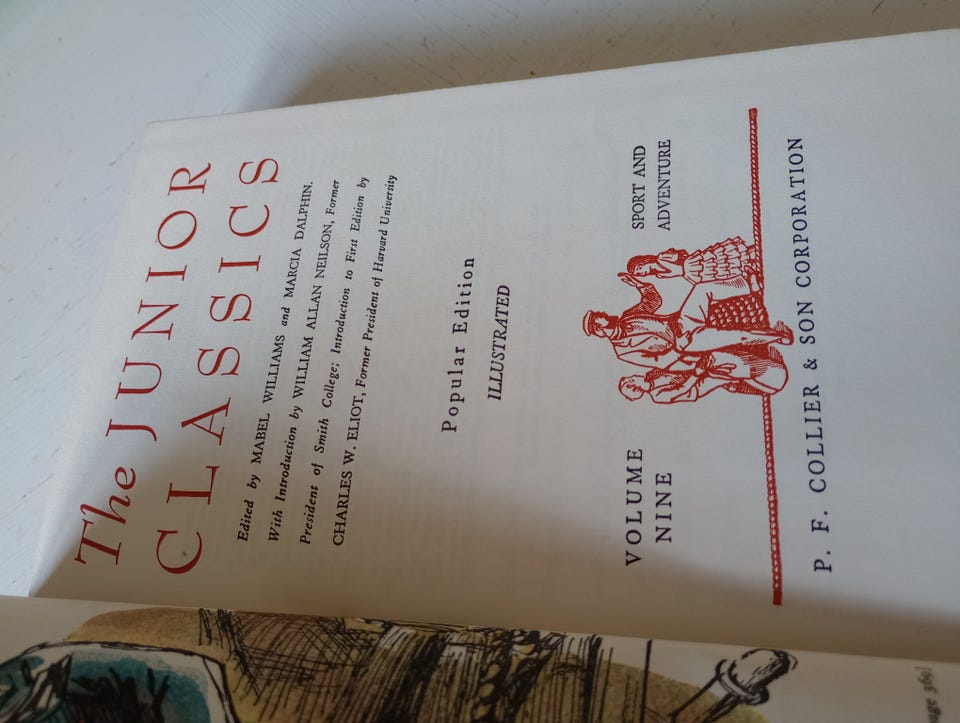 The JUNIOR
CLASSICS
Edited by MABEL WILLIAMS and MARCIA DALPHIN.
With Introduction by WILLIAM ALLAN NEILSON, Former
President of Smith College; Introduction to First Edition by
CHARLES W. ELIOT, Former President of Harvard University
Popular Edition
ILLUSTRATED
VOLUME
NINE
SPORT AND
ADVENTURE
P. F. COLLIER & SON CORPORATION
369]